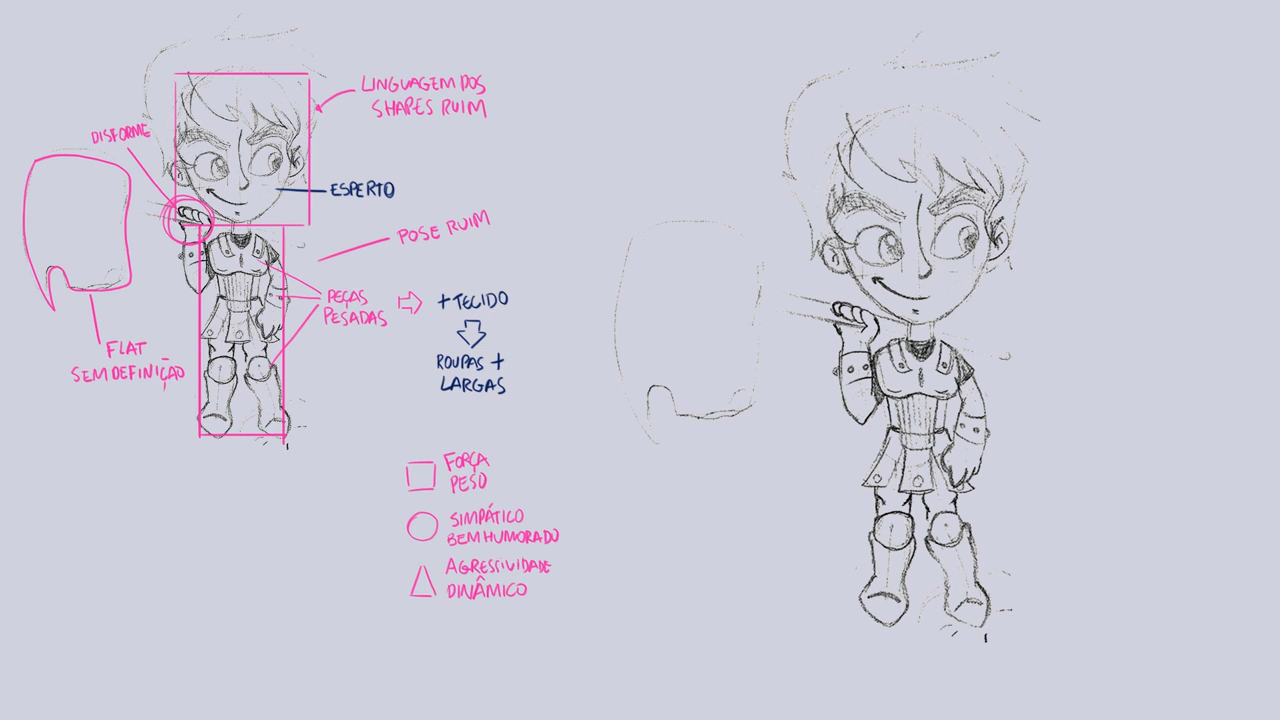 LINGUAGEM DOS
SHAPES RUIM
DISFORME
ESPERTO
POSE RUIM
PEÇAS
PESADAS
+ TECIDO
ROUPAS +
LARGAS
FLAT
SEM DEFINIÇÃO
FORÇA
PESO
SIMPÁTICO
BEM HUMORADO
AGRESSIVIDADE
DINÂMICO